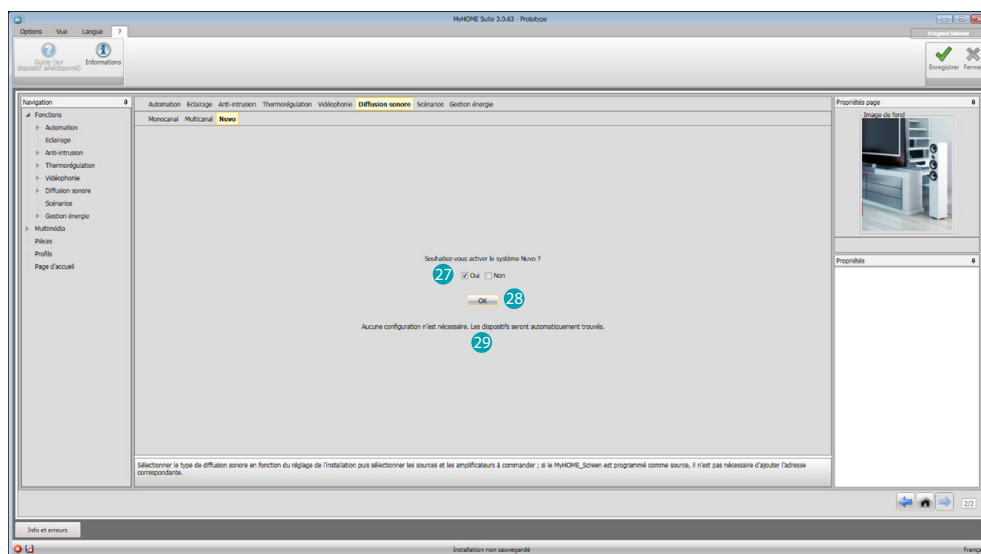 MyHOME Suite 3.0.63 - Prototype
Options Vue Langue ?
Guide (sur dispositif sélectionné)
Informations
Enregistrer Ferme
Navigation
Fonctions
Automation
Eclairage
Anti-intrusion
Thermorégulation
Vidéophonie
Diffusion sonore
Scénarios
Gestion énergie
Multimédia
Pièces
Profils
Page d'accueil
Automation Eclairage Anti-intrusion Thermorégulation Vidéophonie Diffusion sonore Scénarios Gestion énergie
Monocanal Multicanal Nuvo
Souhaitez-vous activer le système Nuvo ?
27 Oui Non
OK 28
Aucune configuration n'est nécessaire. Les dispositifs seront automatiquement trouvés.
29
Sélectionner le type de diffusion sonore en fonction du réglage de l'installation puis sélectionner les sources et les amplificateurs à commander ; si le MyHOME_Screen est programmé comme source, il n'est pas nécessaire d'ajouter l'adresse
correspondante.
Propriétés page
Image de fond
Propriétés
2/2
Info et erreurs
Installation non sauvegardé
França